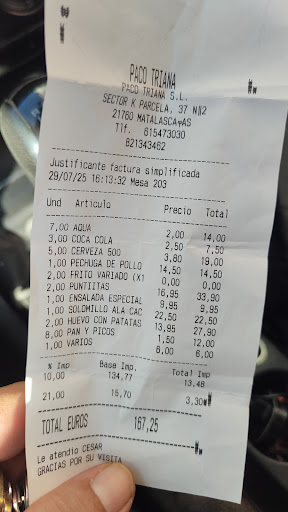 PACO TRIANA
PACO TRIANA S.L.
SECTOR K PARCELA, 37 Nº2
21760 MATALASCAÑAS
Tlf. 615473030
621343462
Justificante factura simplificada
29/07/25 16:13:32 Mesa 203
Und Articulo Precio Total
7,00 AGUA 2,00 14,00
3,00 COCA COLA 2,50 7,50
5,00 CERVEZA 500 3,80 19,00
1,00 PECHUGA DE POLLO 14,50 14,50
2,00 FRITO VARIADO (X1 0,00 0,00
2,00 PUNTIITAS 16,95 33,90
1,00 ENSALADA ESPECIAL 9,95 9,95
1,00 SOLOMILLO ALA CAC 22,50 22,50
2,00 HUEVO CON PATATAS 13,95 27,90
8,00 PAN Y PICOS 1,50 12,00
1,00 VARIOS 6,00 6,00
% Imp Base Imp. Total Imp
10,00 134,77 13,48
21,00 15,70 3,30
TOTAL EUROS 167,25
Le atendio CESAR
GRACIAS POR SU VISITA